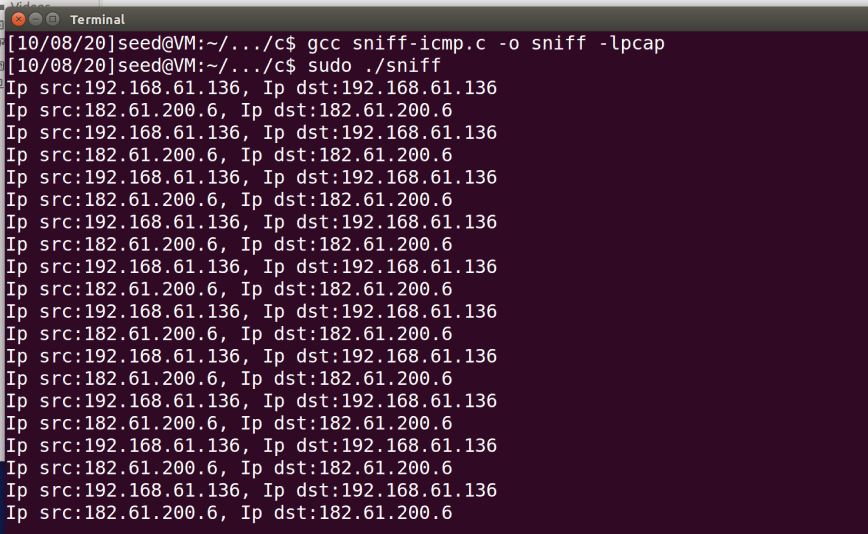 Videos
Terminal
[10/08/20]seed@VM:~/.../c$ gcc sniff-icmp.c -o sniff -lpcap
[10/08/20]seed@VM:~/.../c$ sudo ./sniff
Ip src:192.168.61.136, Ip dst:192.168.61.136
Ip src:182.61.200.6, Ip dst:182.61.200.6
Ip src:192.168.61.136, Ip dst:192.168.61.136
Ip src:182.61.200.6, Ip dst:182.61.200.6
Ip src:192.168.61.136, Ip dst:192.168.61.136
Ip src:182.61.200.6, Ip dst:182.61.200.6
Ip src:192.168.61.136, Ip dst:192.168.61.136
Ip src:182.61.200.6, Ip dst:182.61.200.6
Ip src:192.168.61.136, Ip dst:192.168.61.136
Ip src:182.61.200.6, Ip dst:182.61.200.6
Ip src:192.168.61.136, Ip dst:192.168.61.136
Ip src:182.61.200.6, Ip dst:182.61.200.6
Ip src:192.168.61.136, Ip dst:192.168.61.136
Ip src:182.61.200.6, Ip dst:182.61.200.6
Ip src:192.168.61.136, Ip dst:192.168.61.136
Ip src:182.61.200.6, Ip dst:182.61.200.6
Ip src:192.168.61.136, Ip dst:192.168.61.136
Ip src:182.61.200.6, Ip dst:182.61.200.6
Ip src:192.168.61.136, Ip dst:192.168.61.136
Ip src:182.61.200.6, Ip dst:182.61.200.6